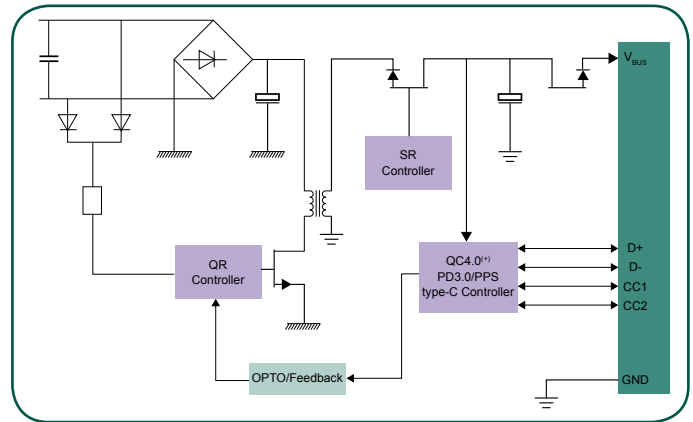 V_BUS
SR
Controller
D+
QC4.0(+)
PD3.0/PPS
type-C Controller
D-
QR
Controller
CC1
CC2
OPTO/Feedback
GND